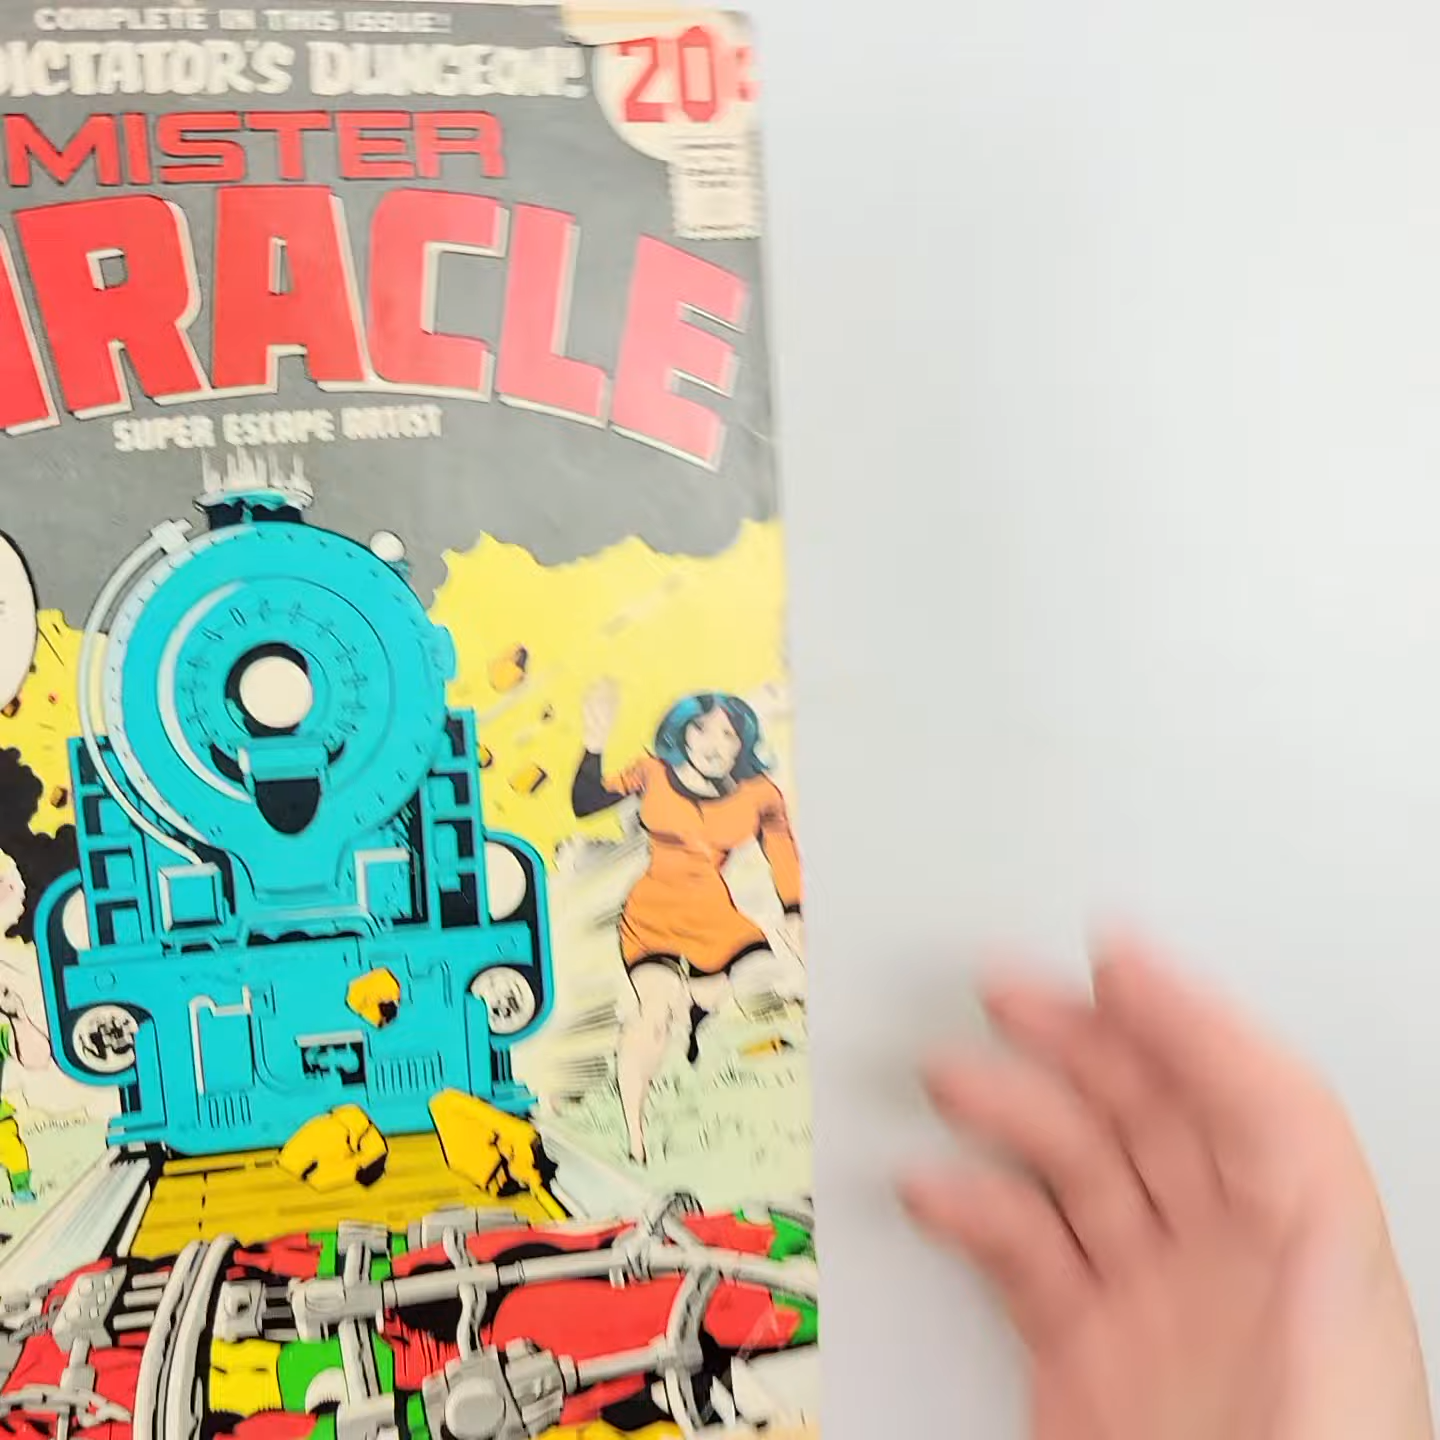 COMPLETE IN THIS ISSUE!
DICTATOR'S DUNGEON!
20¢
MISTER
IRACLE
SUPER ESCAPE ARTIST